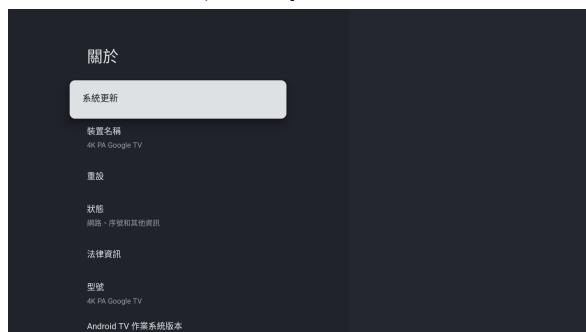 關於
系統更新
裝置名稱
4K PA Google TV
重設
狀態
網路、序號和其他資訊
法律資訊
型號
4K PA Google TV
Android TV 作業系統版本